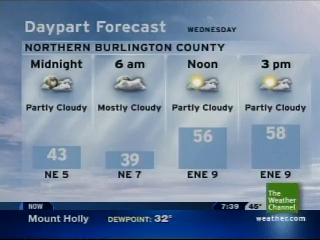 Daypart Forecast WEDNESDAY
NORTHERN BURLINGTON COUNTY
Midnight 6 am Noon 3 pm
Partly Cloudy Mostly Cloudy Partly Cloudy Partly Cloudy
43 39 56 58
NE 5 NE 7 ENE 9 ENE 9
The
Weather
Channel
NOW 7:39 45°
Mount Holly DEWPOINT: 32° weather.com